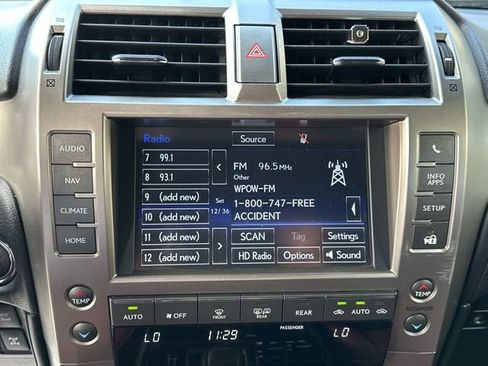 Radio
Source
AUDIO
NAV
CLIMATE
HOME
7 99.1
8 93.1
9 (add new)
10 (add new)
11 (add new)
12 (add new)
Set
12/36
FM 96.5 MHz
Other
WPOW-FM
1-800-747-FREE
ACCIDENT
SCAN
Tag
Settings
HD Radio
Options
Sound
INFO
APPS
SETUP
TEMP
AUTO
OFF
FRONT
REAR
REAR
AUTO
TEMP
PASSENGER
LO
11:29
PASSENGER
LO